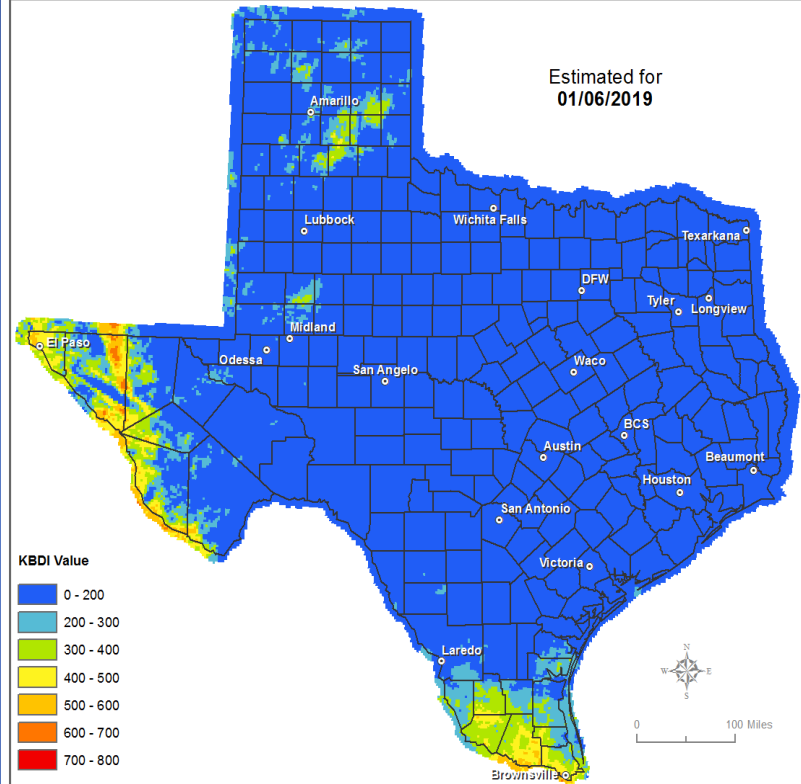 Estimated for
01/06/2019
Amarillo
Lubbock
Wichita Falls
Texarkana
DFW
Tyler
Longview
Midland
El Paso
Odessa
San Angelo
Waco
BCS
Austin
Beaumont
Houston
San Antonio
Victoria
KBDI Value
0 - 200
200 - 300
300 - 400
400 - 500
500 - 600
600 - 700
700 - 800
Laredo
N
W E
S
0 100 Miles
Brownsville